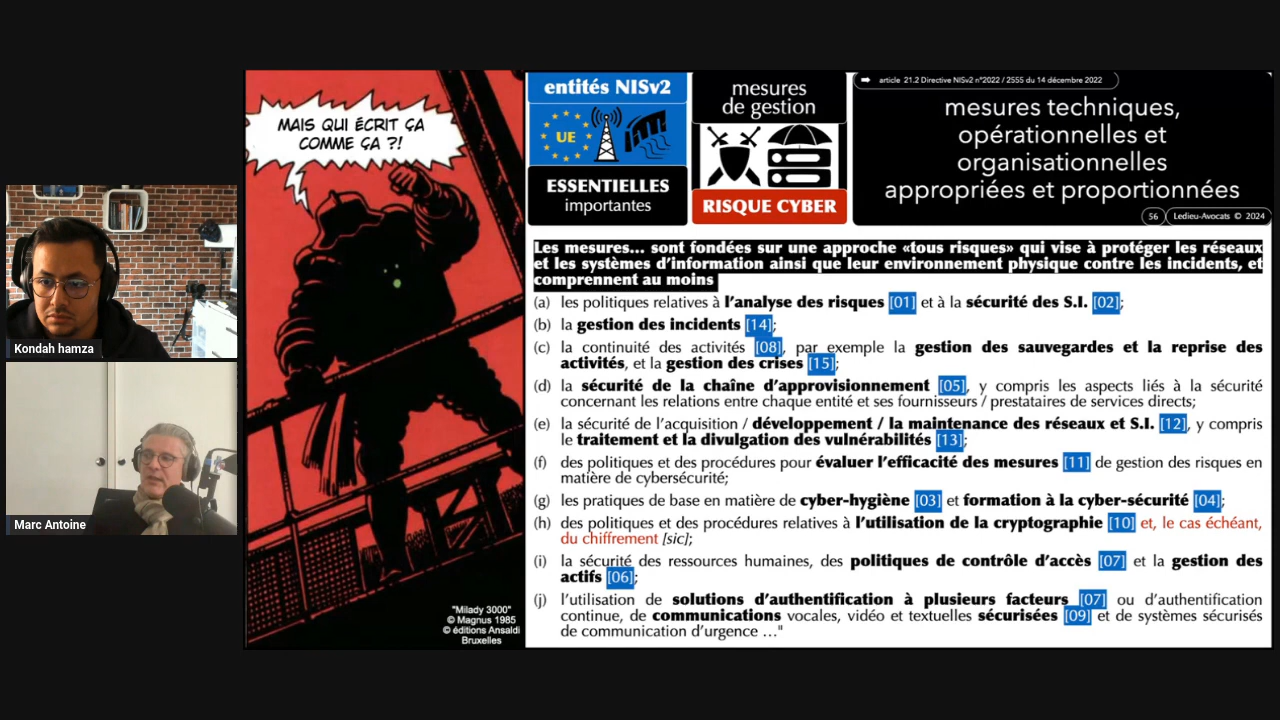 MAIS QUI ÉCRIT ÇA
COMME ÇA ?!
entités NISv2
UE
ESSENTIELLES
importantes
mesures
de gestion
RISQUE CYBER
➡ article 21.2 Directive NISv2 n°2022 / 2555 du 14 décembre 2022
mesures techniques,
opérationnelles et
organisationnelles
appropriées et proportionnées
56 Ledieu-Avocats © 2024
Les mesures... sont fondées sur une approche «tous risques» qui vise à protéger les réseaux
et les systèmes d'information ainsi que leur environnement physique contre les incidents, et
comprennent au moins
(a) les politiques relatives à l'analyse des risques [01] et à la sécurité des S.I. [02];
(b) la gestion des incidents [14];
(c) la continuité des activités [08], par exemple la gestion des sauvegardes et la reprise des
activités, et la gestion des crises [15];
(d) la sécurité de la chaîne d'approvisionnement [05], y compris les aspects liés à la sécurité
concernant les relations entre chaque entité et ses fournisseurs / prestataires de services directs;
(e) la sécurité de l'acquisition / développement / la maintenance des réseaux et S.I. [12], y compris
le traitement et la divulgation des vulnérabilités [13];
(f) des politiques et des procédures pour évaluer l'efficacité des mesures [11] de gestion des risques en
matière de cybersécurité;
(g) les pratiques de base en matière de cyber-hygiène [03] et formation à la cyber-sécurité [04];
(h) des politiques et des procédures relatives à l'utilisation de la cryptographie [10] et, le cas échéant,
du chiffrement [sic];
(i) la sécurité des ressources humaines, des politiques de contrôle d'accès [07] et la gestion des
actifs [06];
(j) l'utilisation de solutions d'authentification à plusieurs facteurs [07] ou d'authentification
continue, de communications vocales, vidéo et textuelles sécurisées [09] et de systèmes sécurisés
de communication d'urgence ..."
"Milady 3000"
© Magnus 1985
© éditions Ansaldi
Bruxelles
Kondah hamza
Marc Antoine